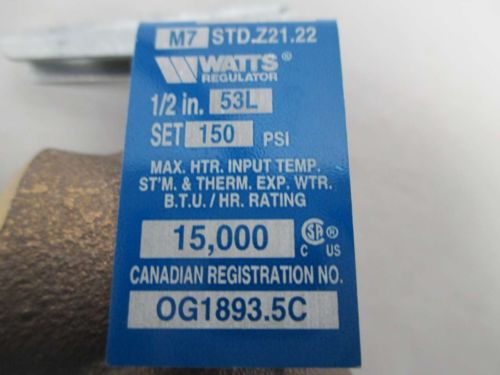 M7 STD.Z21.22
WATTS®
REGULATOR
1/2 in. 53L
SET 150 PSI
MAX. HTR. INPUT TEMP.
ST'M. & THERM. EXP. WTR.
B.T.U. / HR. RATING
15,000 SA ®
C US
CANADIAN REGISTRATION NO.
OG1893.5C